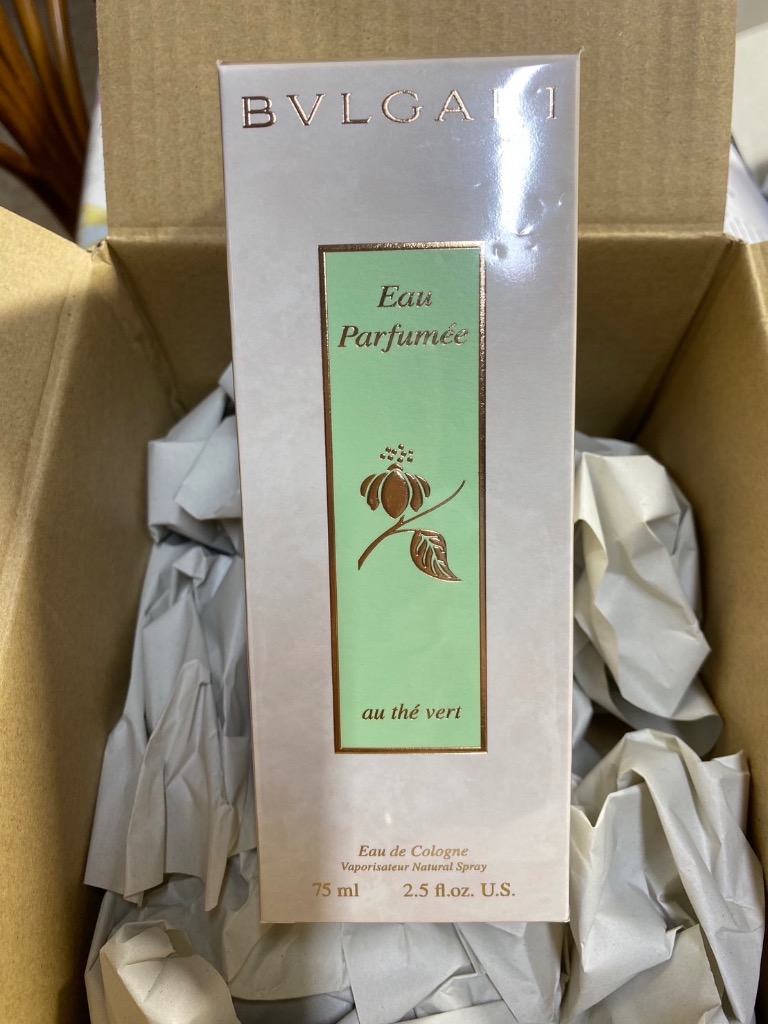 BVLGARI
Eau
Parfumée
au thé vert
Eau de Cologne
Vaporisateur Natural Spray
75 ml 2.5 fl.oz. U.S.